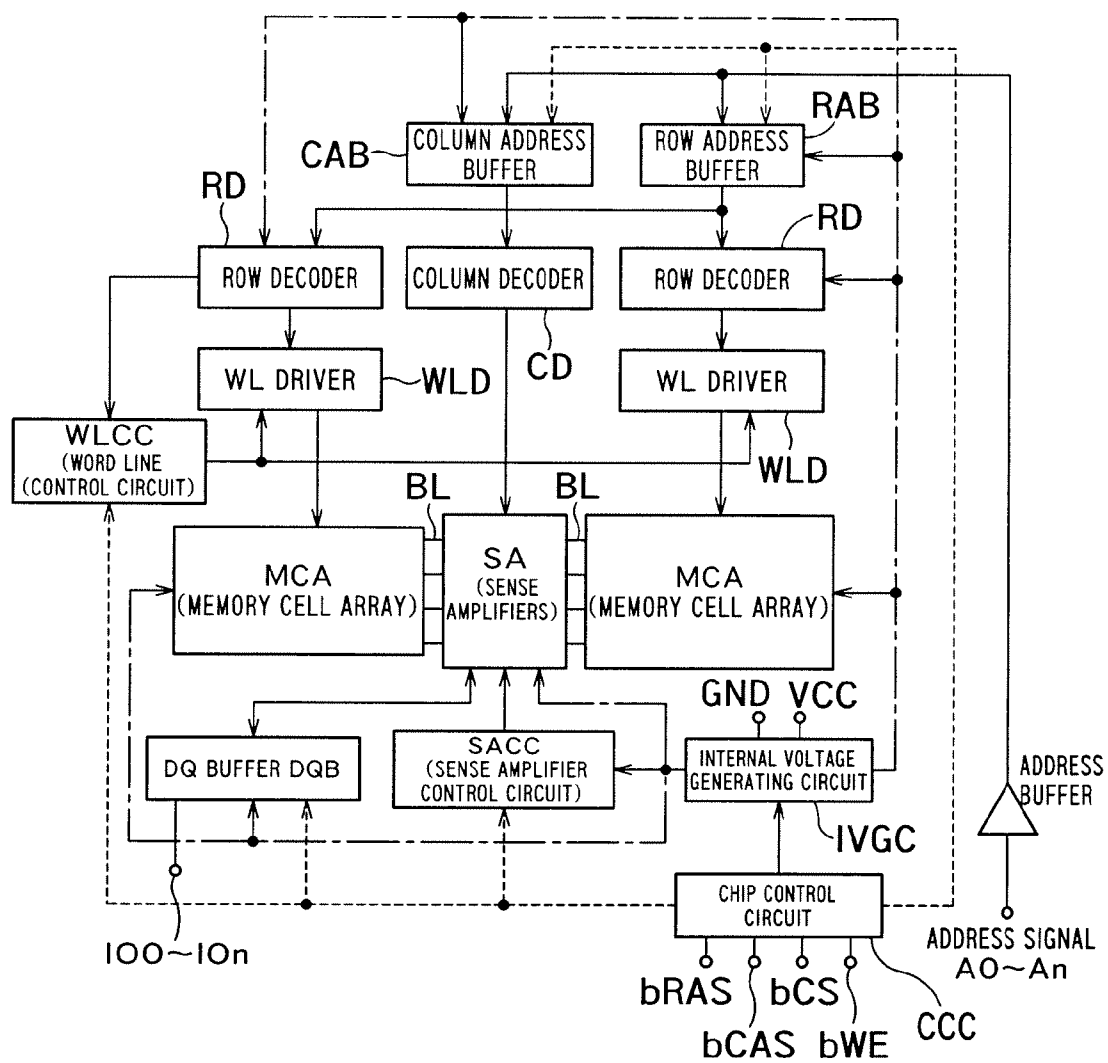 RAB
CAB
COLUMN ADDRESS
BUFFER
ROW ADDRESS
BUFFER
RD
RD
ROW DECODER
COLUMN DECODER
ROW DECODER
CD
WL DRIVER
WLD
WL DRIVER
WLD
WLCC
(WORD LINE
(CONTROL CIRCUIT)
BL
BL
MCA
(MEMORY CELL ARRAY)
SA
(SENSE
AMPLIFIERS)
MCA
(MEMORY CELL ARRAY)
GND
VCC
DQ BUFFER DQB
SACC
(SENSE AMPLIFIER
CONTROL CIRCUIT)
INTERNAL VOLTAGE
GENERATING CIRCUIT
IVGC
ADDRESS
BUFFER
CHIP CONTROL
CIRCUIT
IO0~IOn
ADDRESS SIGNAL
A0~An
bRAS
bCS
bCAS
bWE
CCC